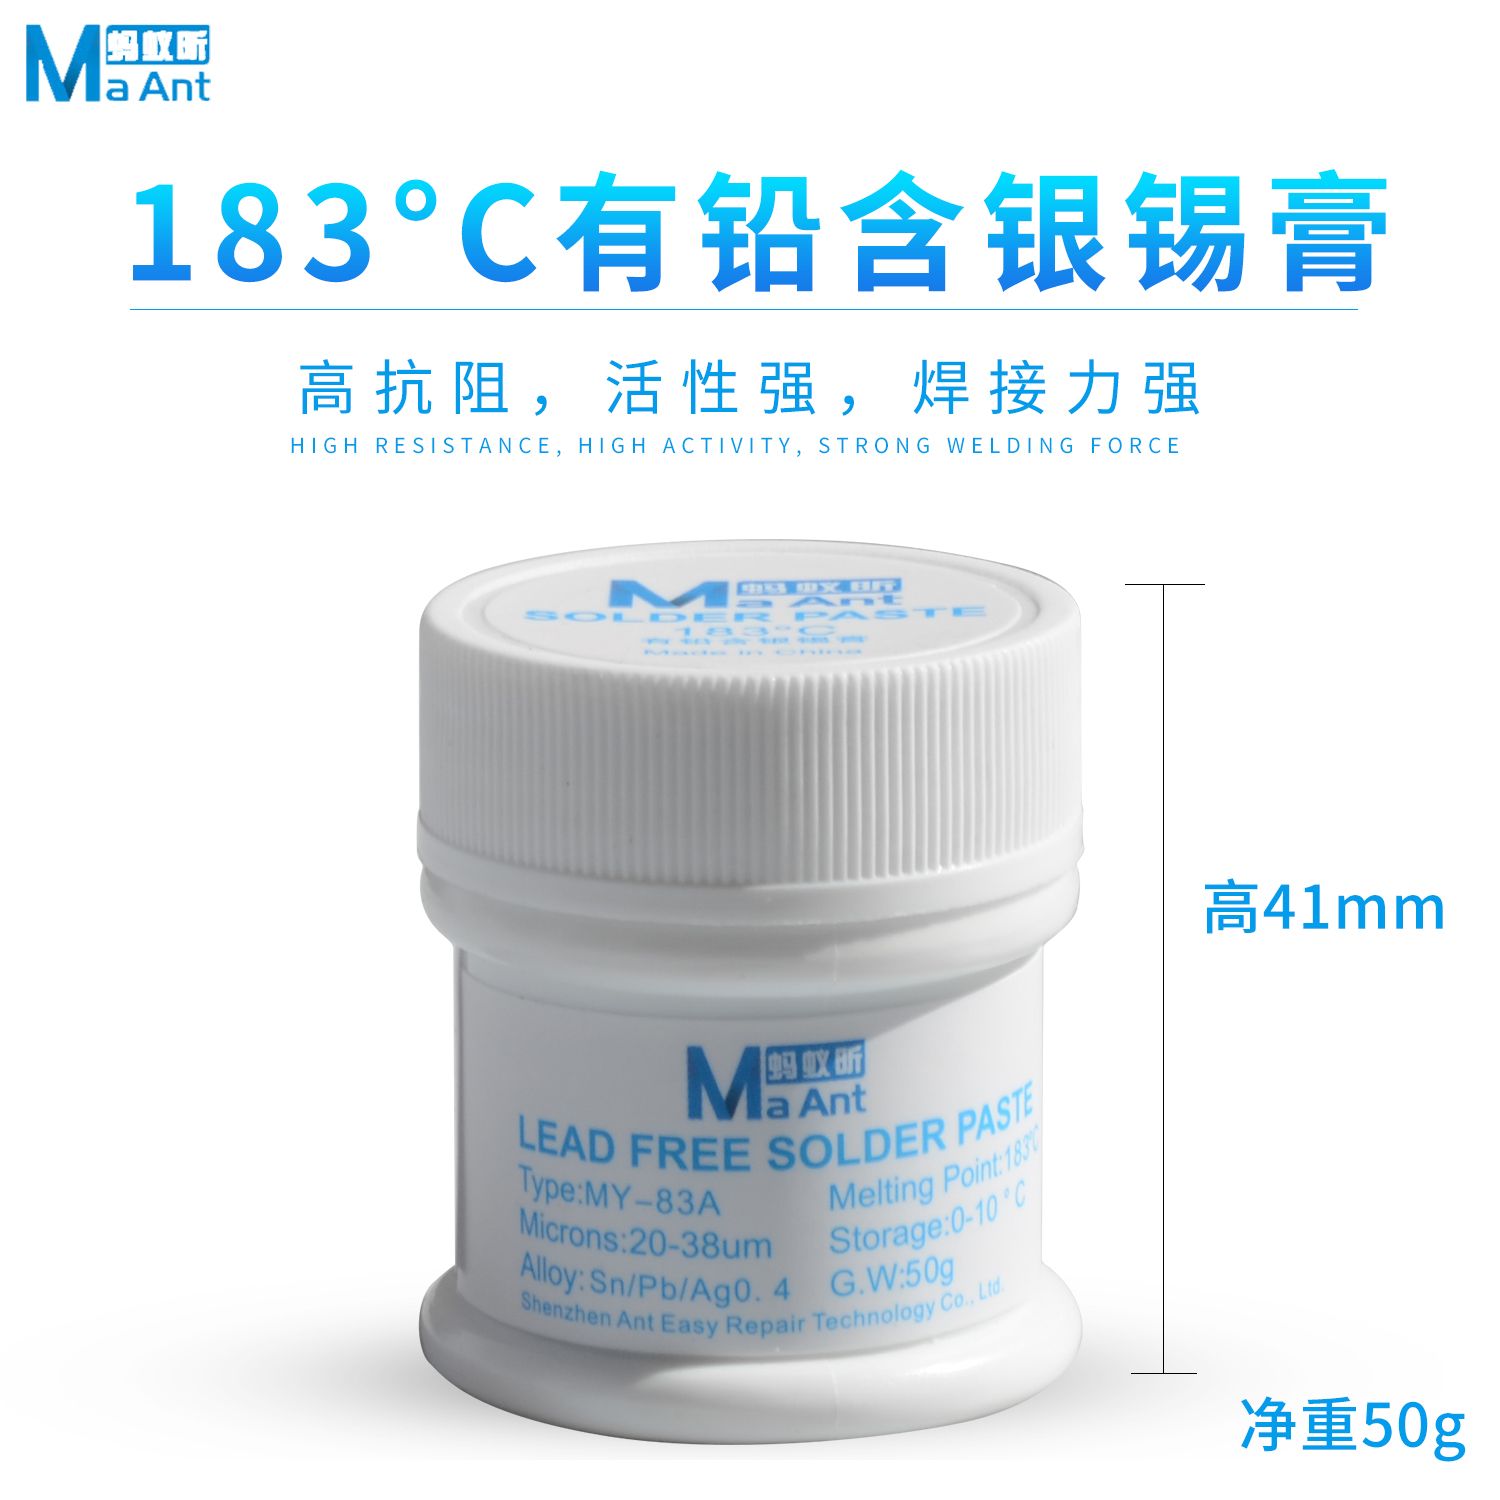 Ma Ant 蚂蚁昕
183°C有铅含银锡膏
高抗阻，活性强，焊接力强
HIGH RESISTANCE, HIGH ACTIVITY, STRONG WELDING FORCE
Ma Ant 蚂蚁昕
SOLDER PASTE
183°C
有铅含银锡膏
Made in China
高41mm
Ma Ant 蚂蚁昕
LEAD FREE SOLDER PASTE
Type:MY-83A Melting Point:183°C
Microns:20-38um Storage:0-10°C
Alloy:Sn/Pb/Ag0.4 G.W:50g
Shenzhen Ant Easy Repair Technology Co., Ltd.
净重50g